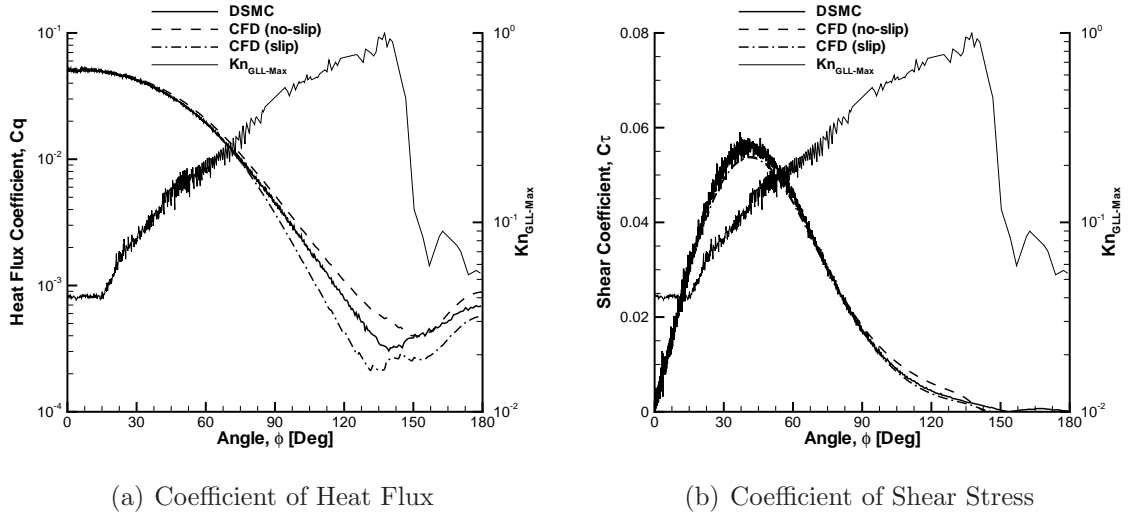 DSMC
CFD (no-slip)
CFD (slip)
Kn_GLL-Max
10^-1
10^-2
10^-3
10^-4
Heat Flux Coefficient, Cq
10^0
10^-1
10^-2
Kn_GLL-Max
0 30 60 90 120 150 180
Angle, ϕ [Deg]
(a) Coefficient of Heat Flux
DSMC
CFD (no-slip)
CFD (slip)
Kn_GLL-Max
0.08
0.06
0.04
0.02
0
Shear Coefficient, Cτ
10^0
10^-1
10^-2
Kn_GLL-Max
0 30 60 90 120 150 180
Angle, ϕ [Deg]
(b) Coefficient of Shear Stress